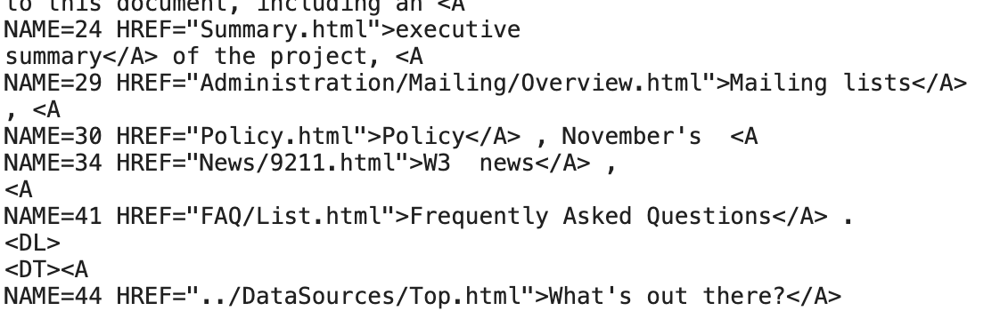 to this document, including an <A
NAME=24 HREF="Summary.html">executive
summary</A> of the project, <A
NAME=29 HREF="Administration/Mailing/Overview.html">Mailing lists</A>
, <A
NAME=30 HREF="Policy.html">Policy</A> , November's  <A
NAME=34 HREF="News/9211.html">W3  news</A> ,
<A
NAME=41 HREF="FAQ/List.html">Frequently Asked Questions</A> .
<DL>
<DT><A
NAME=44 HREF="../DataSources/Top.html">What's out there?</A>